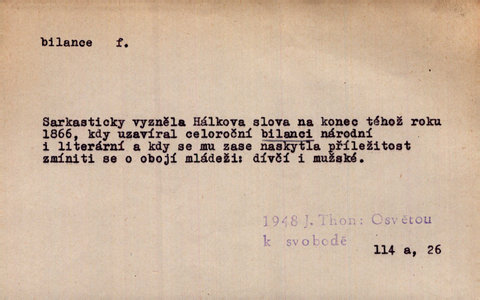 bilance f.
Sarkasticky vyzněla Hálkova slova na konec téhož roku
1866, kdy uzavíral celoroční bilanci národní
i literární a kdy se mu zase naskytla příležitost
zmíniti se o obojí mládeži: dívčí i mužské.
1948 J. Thon: Osvětou
k svobodě
114 a, 26